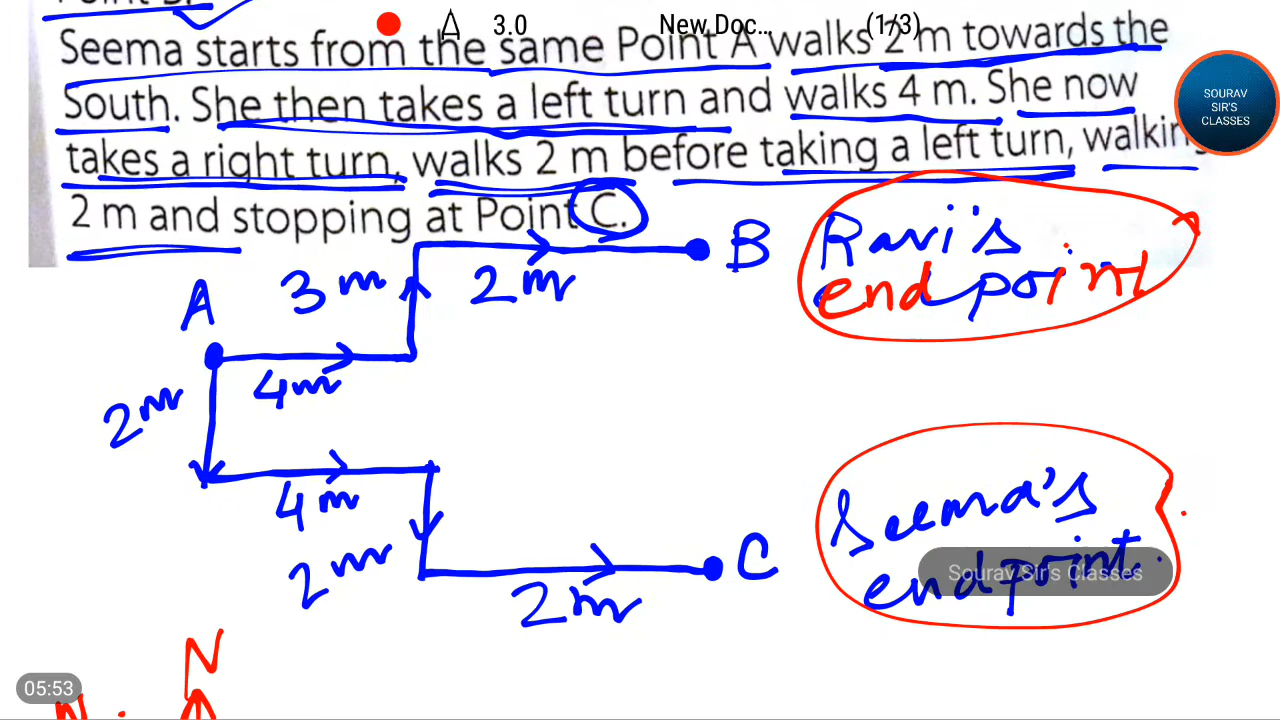 Point B.
3.0 New Doc... (1/3)
Seema starts from the same Point A walks 2 m towards the
South. She then takes a left turn and walks 4 m. She now
takes a right turn, walks 2 m before taking a left turn, walking
2 m and stopping at Point C.
SOURAV
SIR'S
CLASSES
B
Ravi's
endpoint
A
3m
2m
4m
2m
4m
2m
2m
C
Seema's
endpoint
Sourav Sir's Classes
N
05:53